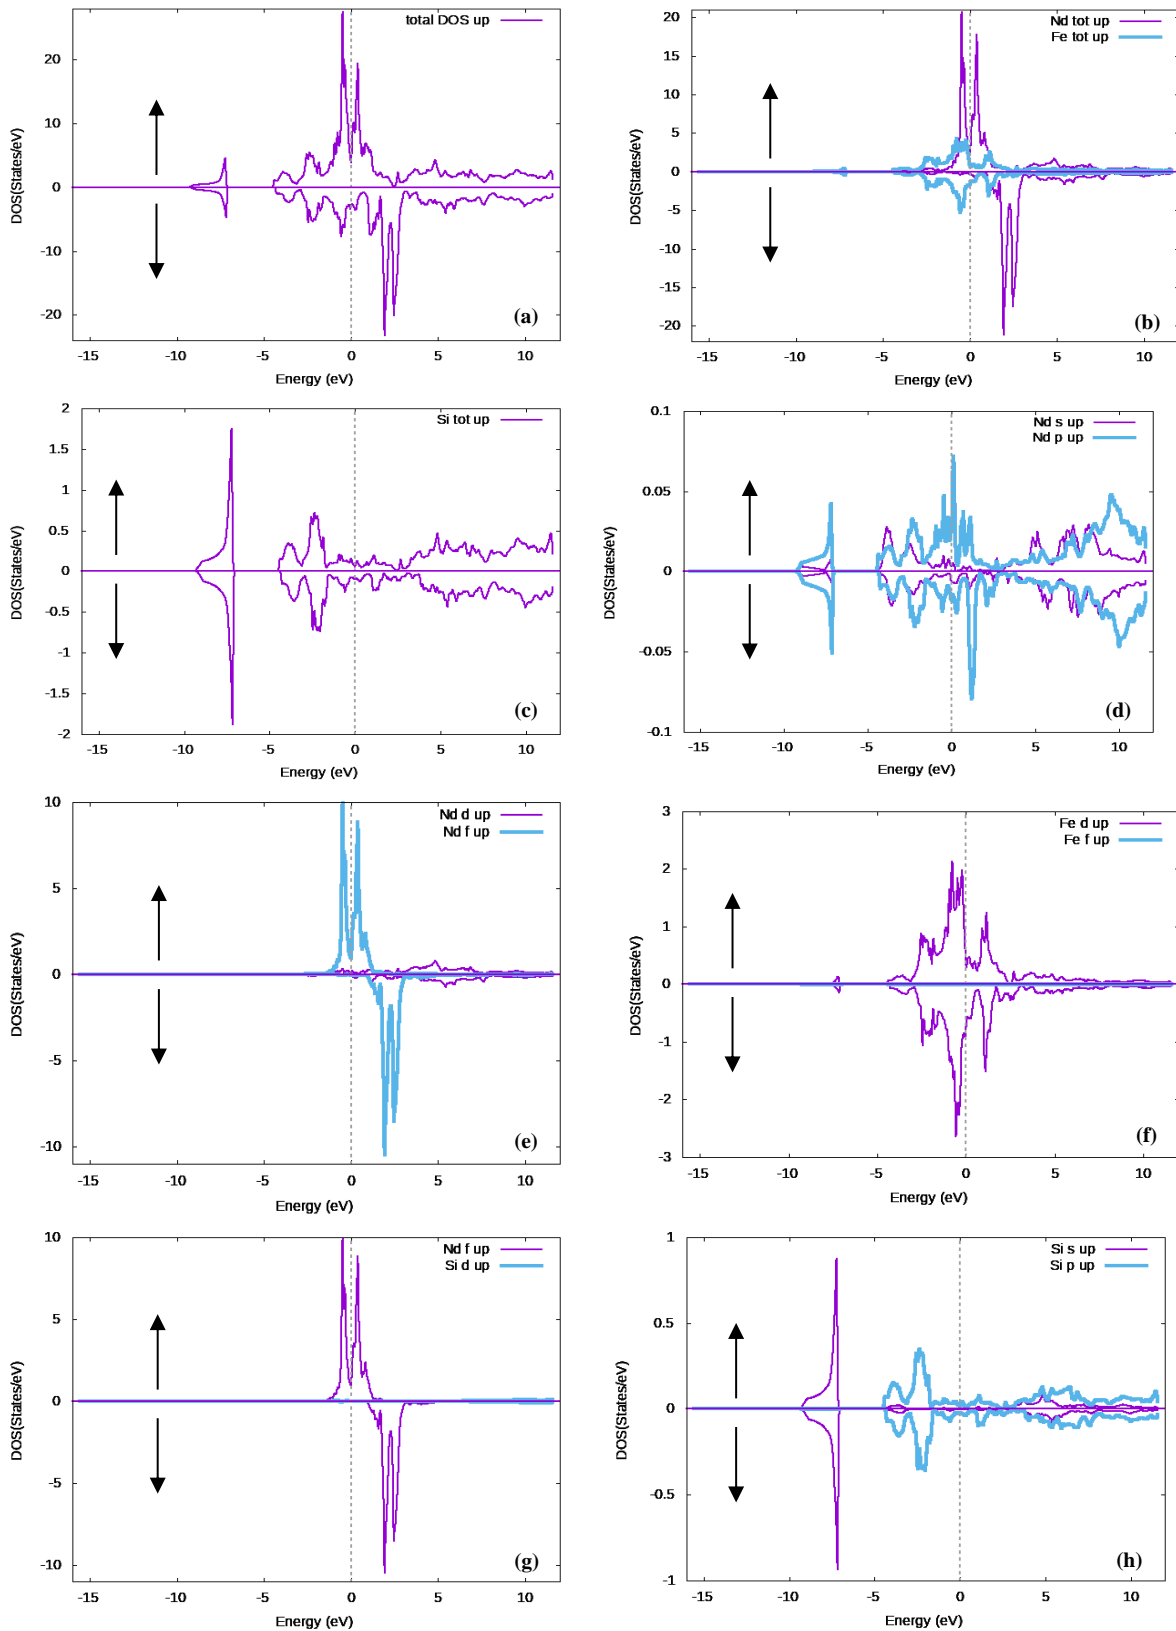 total DOS up
20
10
0
-10
-20
DOS(States/eV)
-15 -10 -5 0 5 10
Energy (eV)
(a)
Nd tot up
Fe tot up
20
15
10
5
0
-5
-10
-15
-20
DOS(States/eV)
-15 -10 -5 0 5 10
Energy (eV)
(b)
Si tot up
2
1.5
1
0.5
0
-0.5
-1
-1.5
-2
DOS(States/eV)
-15 -10 -5 0 5 10
Energy (eV)
(c)
Nd s up
Nd p up
0.1
0.05
0
-0.05
-0.1
DOS(States/eV)
-15 -10 -5 0 5 10
Energy (eV)
(d)
Nd d up
Nd f up
10
5
0
-5
-10
DOS(States/eV)
-15 -10 -5 0 5 10
Energy (eV)
(e)
Fe d up
Fe f up
3
2
1
0
-1
-2
-3
DOS(States/eV)
-15 -10 -5 0 5 10
Energy (eV)
(f)
Nd f up
Si d up
10
5
0
-5
-10
DOS(States/eV)
-15 -10 -5 0 5 10
Energy (eV)
(g)
Si s up
Si p up
1
0.5
0
-0.5
-1
DOS(States/eV)
-15 -10 -5 0 5 10
Energy (eV)
(h)